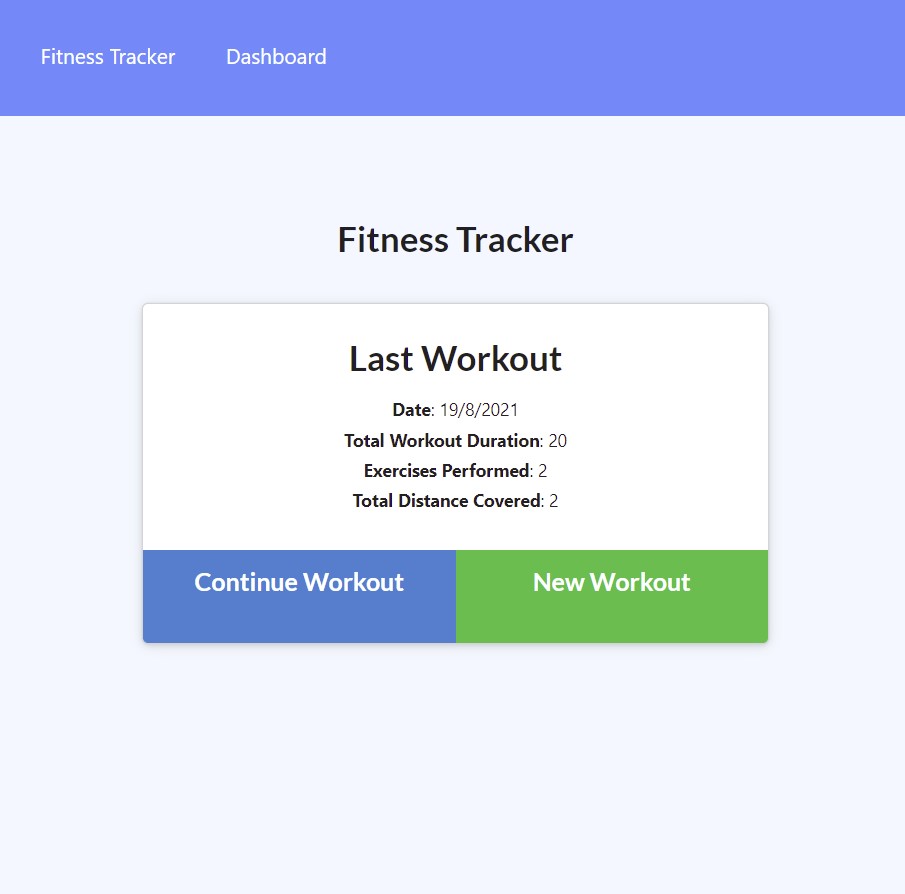 Fitness Tracker Dashboard
Fitness Tracker
Last Workout
Date: 19/8/2021
Total Workout Duration: 20
Exercises Performed: 2
Total Distance Covered: 2
Continue Workout New Workout